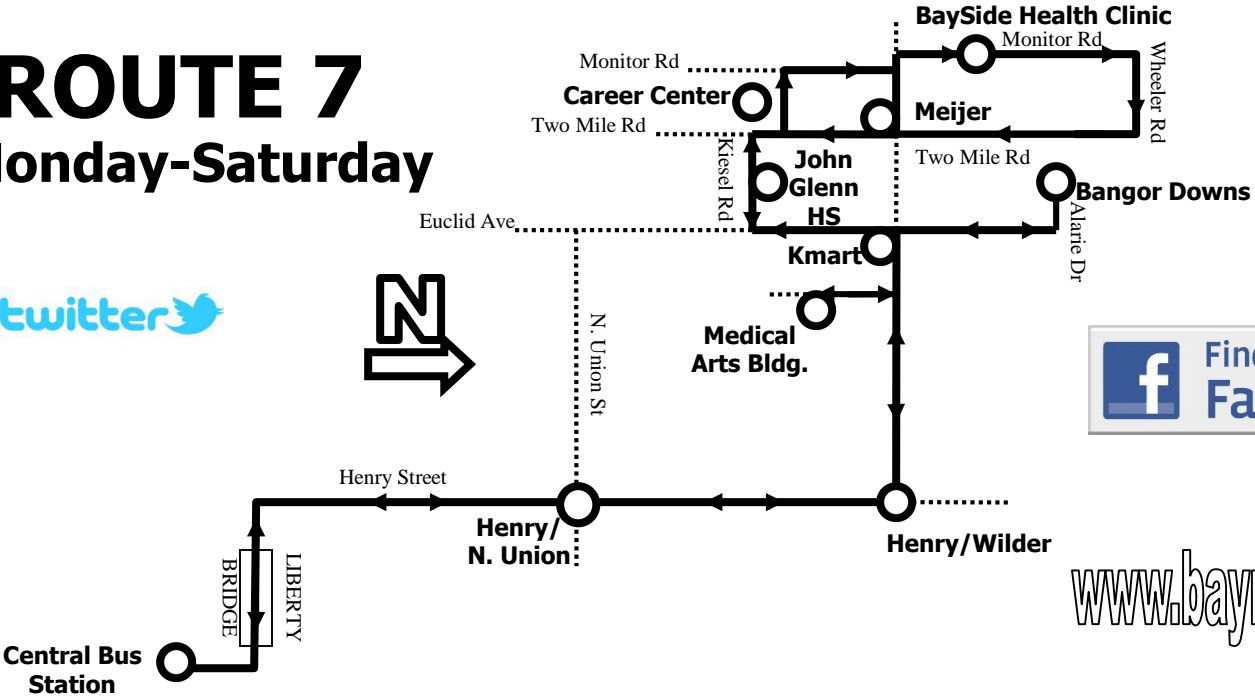 ROUTE 7
onday-Saturday
twitter
N
BaySide Health Clinic
Monitor Rd
Monitor Rd
Wheeler Rd
Career Center
Meijer
Two Mile Rd
Two Mile Rd
Kiesel Rd
John
Glenn
HS
Bangor Downs
Alarie Dr
Euclid Ave
Kmart
N. Union St
Medical
Arts Bldg.
f
Fin
Fa
Henry Street
Henry/
N. Union
Henry/Wilder
LIBERTY
BRIDGE
www.bay
Central Bus
Station